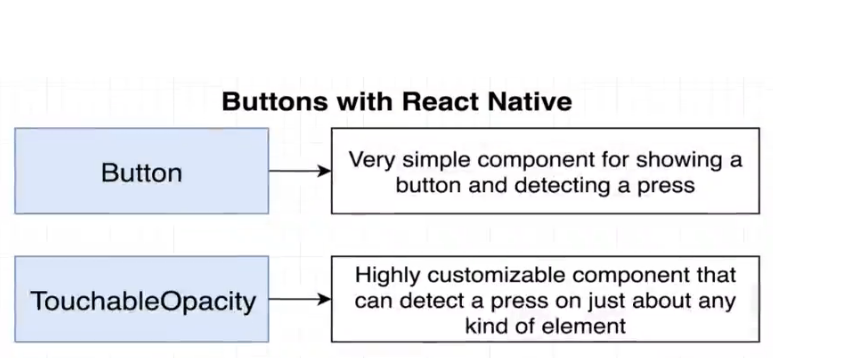 Buttons with React Native
Button
Very simple component for showing a
button and detecting a press
TouchableOpacity
Highly customizable component that
can detect a press on just about any
kind of element